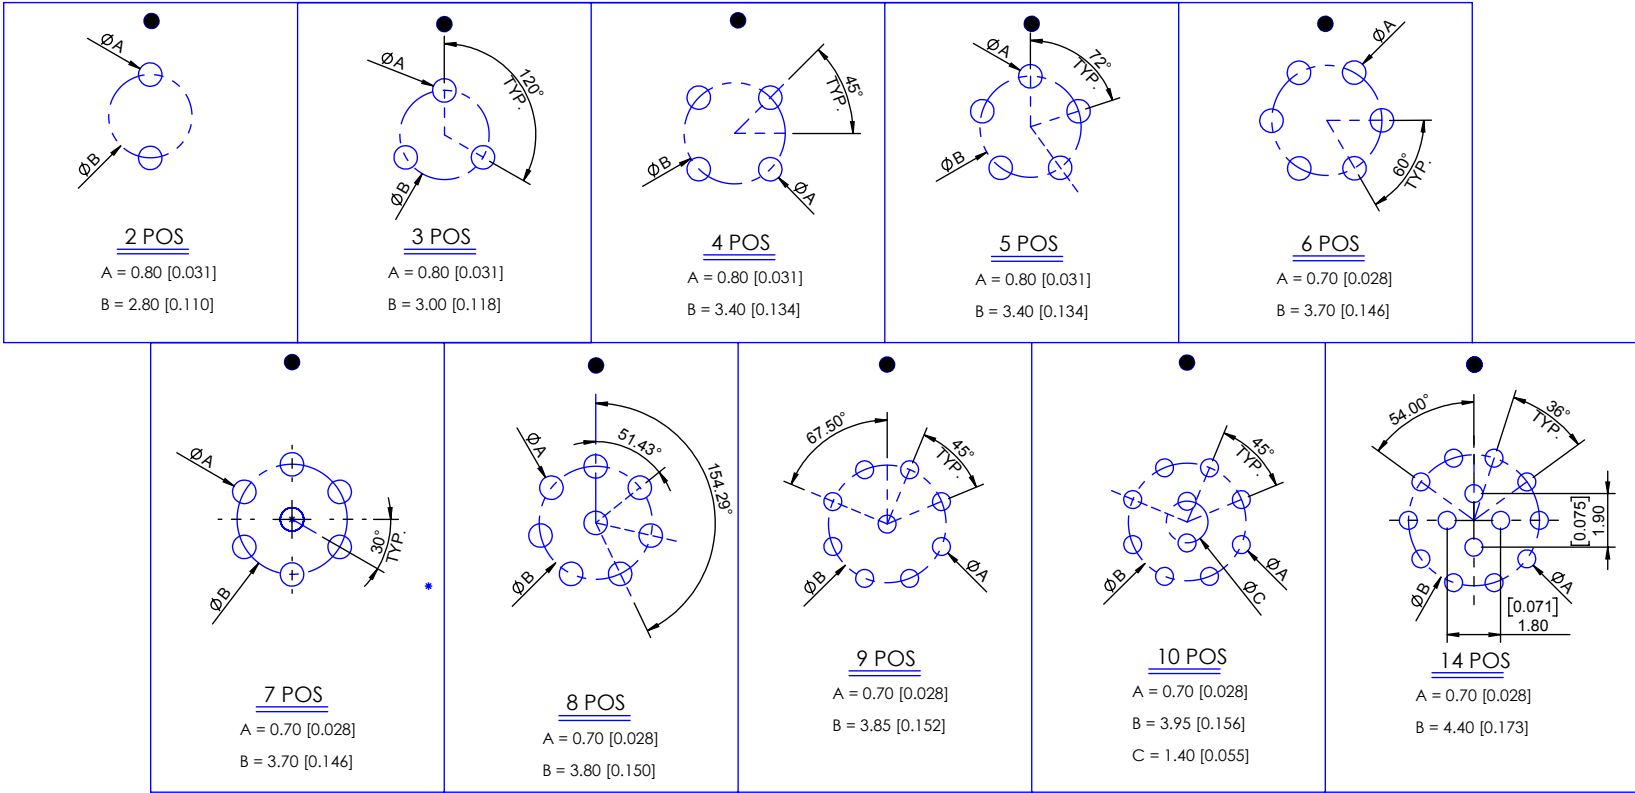 ØA
ØB
2 POS
A = 0.80 [0.031]
B = 2.80 [0.110]
ØA
120°
TYP.
ØB
3 POS
A = 0.80 [0.031]
B = 3.00 [0.118]
45°
TYP.
ØB
ØA
4 POS
A = 0.80 [0.031]
B = 3.40 [0.134]
ØA
72°
TYP.
ØB
5 POS
A = 0.80 [0.031]
B = 3.40 [0.134]
ØA
60°
TYP.
6 POS
A = 0.70 [0.028]
B = 3.70 [0.146]
ØA
30°
TYP.
ØB
*
7 POS
A = 0.70 [0.028]
B = 3.70 [0.146]
ØA
51.43°
154.29°
ØB
8 POS
A = 0.70 [0.028]
B = 3.80 [0.150]
67.50°
45°
TYP.
ØB
ØA
9 POS
A = 0.70 [0.028]
B = 3.85 [0.152]
45°
TYP.
ØB
ØA
ØC
10 POS
A = 0.70 [0.028]
B = 3.95 [0.156]
C = 1.40 [0.055]
54.00°
36°
TYP.
[0.075]
1.90
ØB
ØA
[0.071]
1.80
14 POS
A = 0.70 [0.028]
B = 4.40 [0.173]